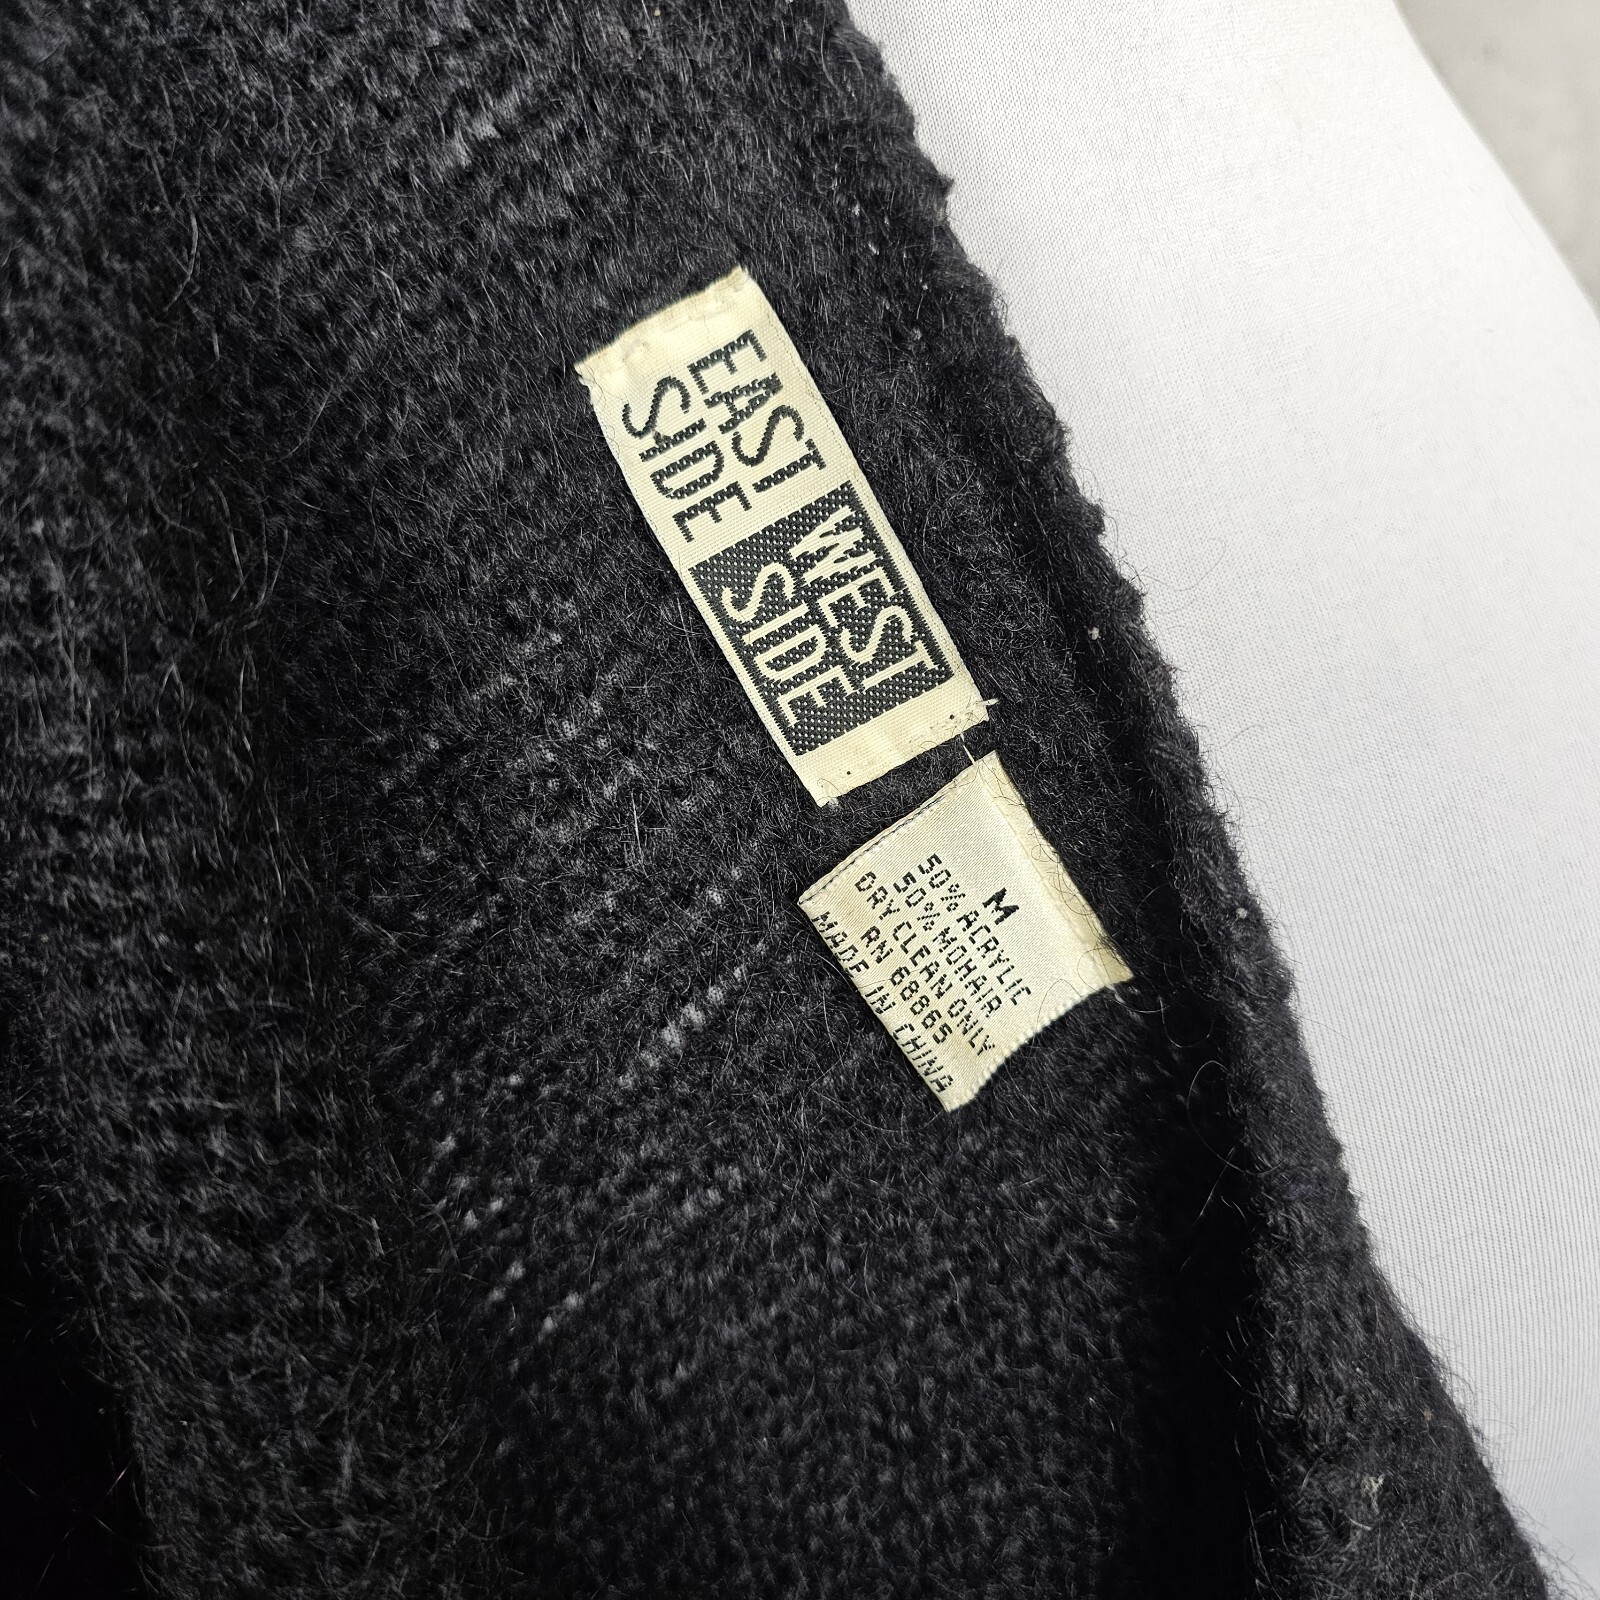 EAST
SIDE
WEST
SIDE
M
50% ACRYLIC
50% MOHAIR
DRY CLEAN ONLY
RN 68865
MADE IN CHINA